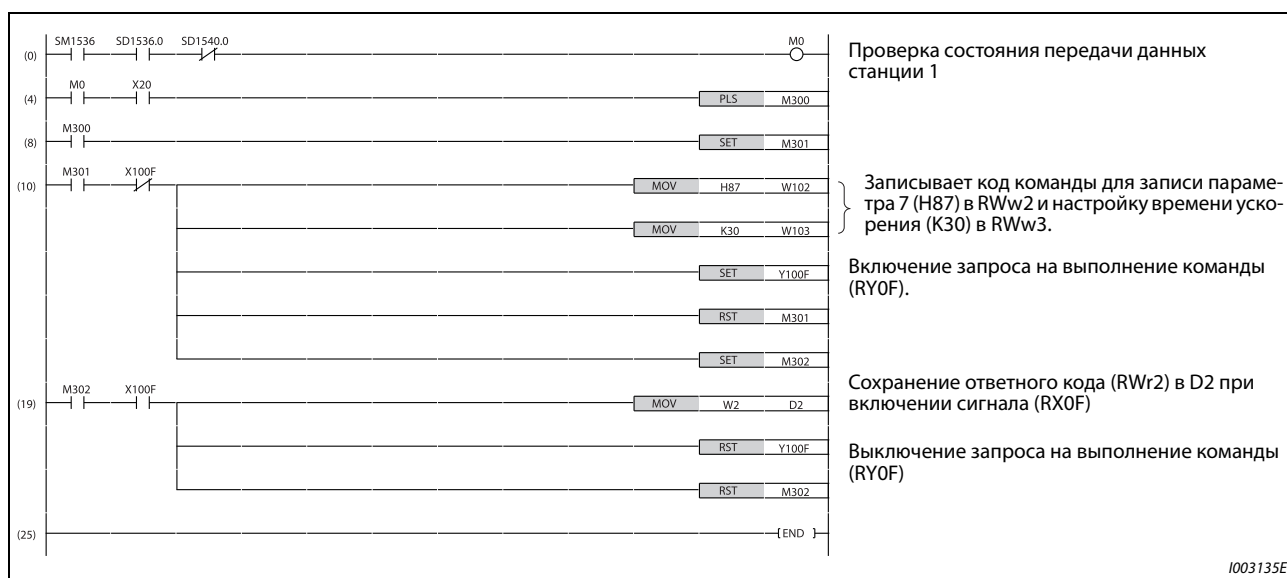 SM1536 SD1536.0 SD1540.0 M0
(0)
Проверка состояния передачи данных
станции 1
M0 X20
(4) PLS M300
M300
(8) SET M301
M301 X100F
(10) MOV H87 W102
Записывает код команды для записи параме-
тра 7 (H87) в RWw2 и настройку времени уско-
рения (K30) в RWw3.
MOV K30 W103
SET Y100F
Включение запроса на выполнение команды
(RY0F).
RST M301
SET M302
M302 X100F
(19) MOV W2 D2
Сохранение ответного кода (RWr2) в D2 при
включении сигнала (RX0F)
RST Y100F
Выключение запроса на выполнение команды
(RY0F)
RST M302
(25) END
I003135E